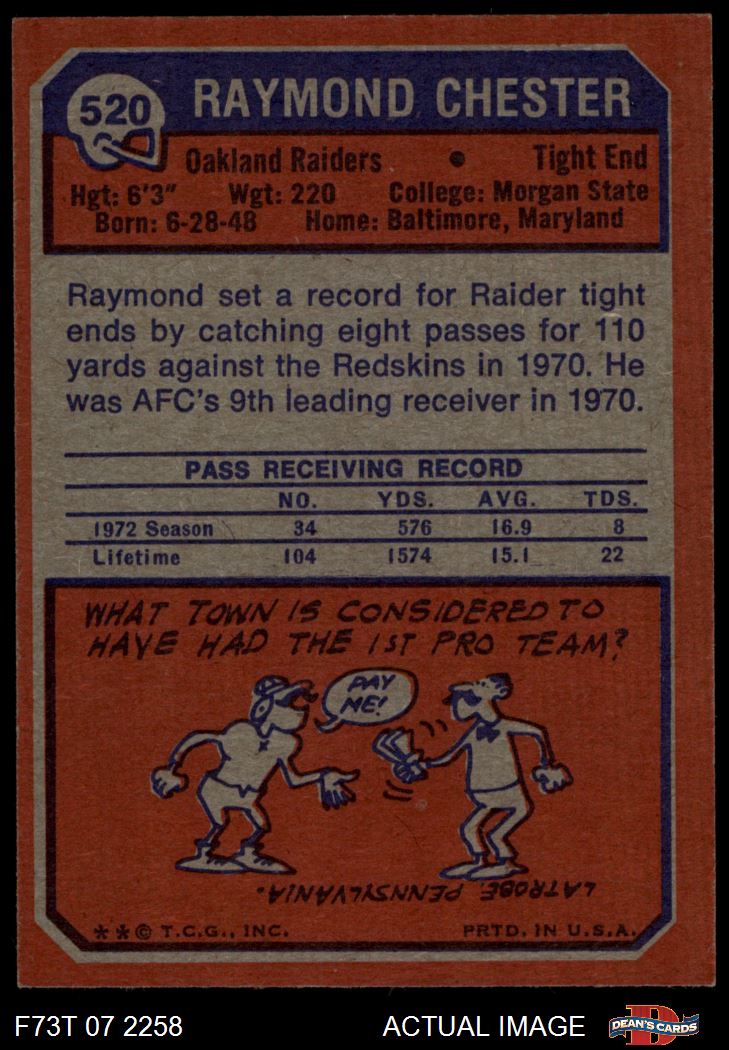 520 RAYMOND CHESTER
Oakland Raiders • Tight End
Hgt: 6'3" Wgt: 220 College: Morgan State
Born: 6-28-48 Home: Baltimore, Maryland
Raymond set a record for Raider tight
ends by catching eight passes for 110
yards against the Redskins in 1970. He
was AFC's 9th leading receiver in 1970.
PASS RECEIVING RECORD
NO. YDS. AVG. TDS.
1972 Season 34 576 16.9 8
Lifetime 104 1574 15.1 22
WHAT TOWN IS CONSIDERED TO
HAVE HAD THE 1ST PRO TEAM?
PAY
ME!
LATROBE, PENNSYLVANIA.
**© T.C.G., INC. PRTD. IN U.S.A.
F73T 07 2258 ACTUAL IMAGE
D
DEAN'S CARDS